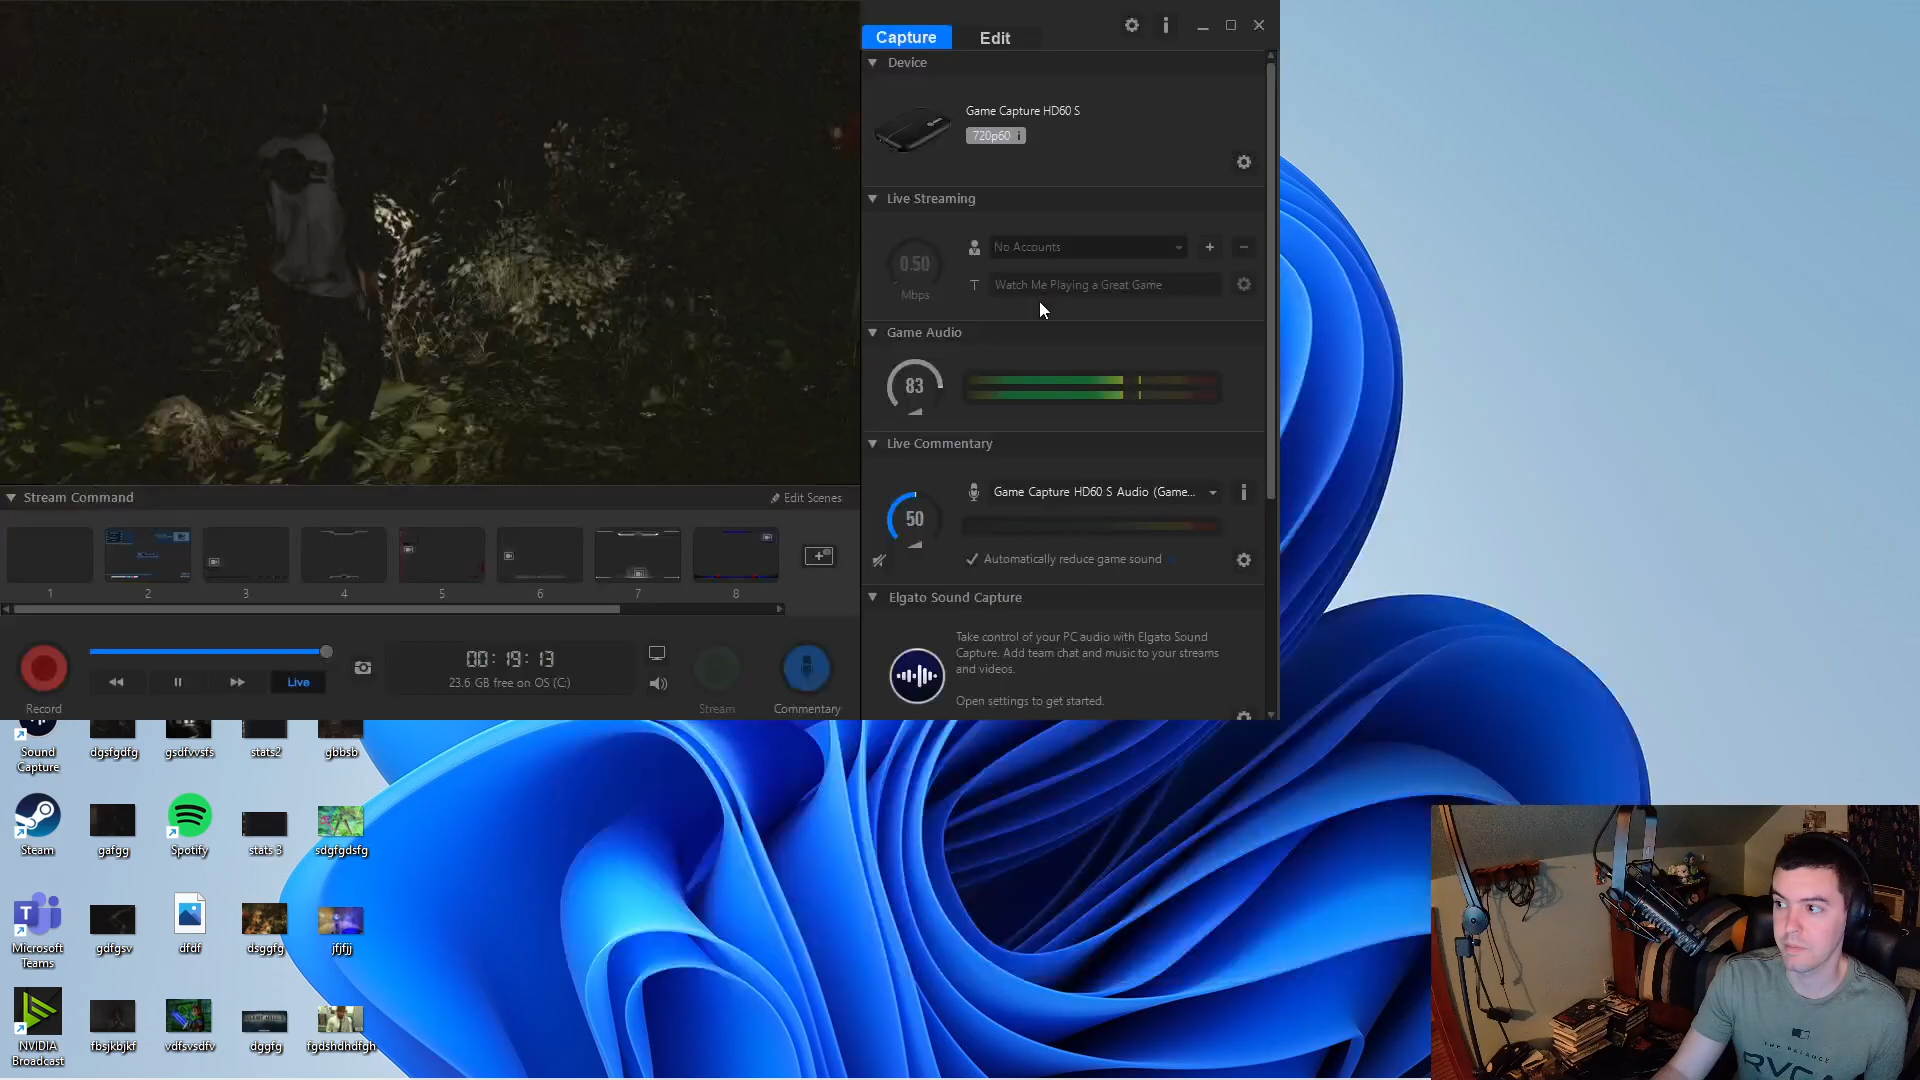 Capture
Edit
Device
Game Capture HD60 S
720p60 i
Live Streaming
0.50
Mbps
No Accounts
+
−
T
Watch Me Playing a Great Game
Game Audio
83
Live Commentary
50
Game Capture HD60 S Audio (Game...
Automatically reduce game sound
Elgato Sound Capture
Take control of your PC audio with Elgato Sound
Capture. Add team chat and music to your streams
and videos.
Open settings to get started.
Stream Command
Edit Scenes
1
2
3
4
5
6
7
8
Live
00:19:13
23.6 GB free on OS (C:)
Record
Stream
Commentary
Sound
Capture
dgsfgdfg
gsdfvvsfs
stats2
gbbsb
Steam
gafgg
Spotify
stats 3
sdgfgdsfg
Microsoft
Teams
gdfgsv
dfdf
dsggfg
jfjfjj
NVIDIA
Broadcast
fbsjkbjkf
vdfsvsdfv
dggfg
fgdshdhdfgh
THE BALANCE
RVCA